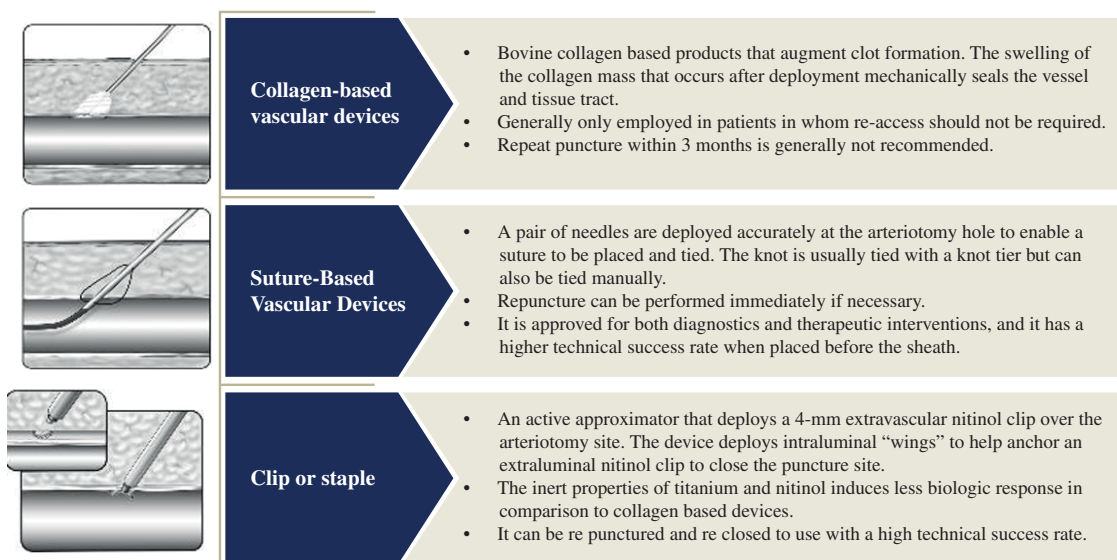 Collagen-based
vascular devices
• Bovine collagen based products that augment clot formation. The swelling of
the collagen mass that occurs after deployment mechanically seals the vessel
and tissue tract.
• Generally only employed in patients in whom re-access should not be required.
• Repeat puncture within 3 months is generally not recommended.
Suture-Based
Vascular Devices
• A pair of needles are deployed accurately at the arteriotomy hole to enable a
suture to be placed and tied. The knot is usually tied with a knot tier but can
also be tied manually.
• Repuncture can be performed immediately if necessary.
• It is approved for both diagnostics and therapeutic interventions, and it has a
higher technical success rate when placed before the sheath.
Clip or staple
• An active approximator that deploys a 4-mm extravascular nitinol clip over the
arteriotomy site. The device deploys intraluminal “wings” to help anchor an
extraluminal nitinol clip to close the puncture site.
• The inert properties of titanium and nitinol induces less biologic response in
comparison to collagen based devices.
• It can be re punctured and re closed to use with a high technical success rate.